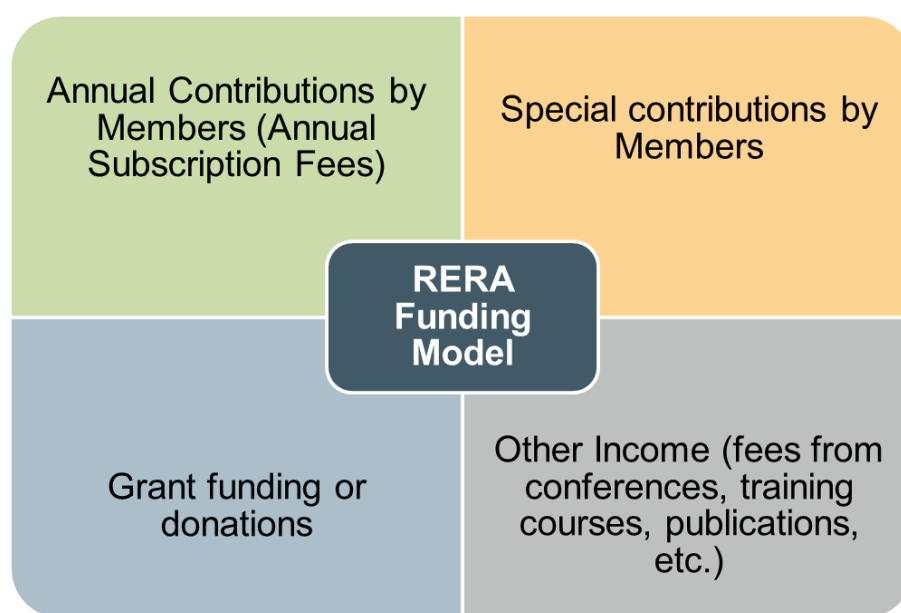 Annual Contributions by
Members (Annual
Subscription Fees)
Special contributions by
Members
RERA
Funding
Model
Grant funding or
donations
Other Income (fees from
conferences, training
courses, publications,
etc.)